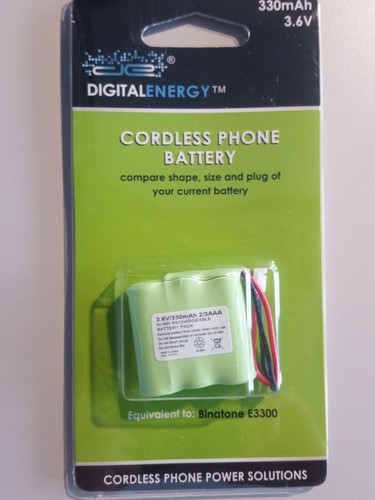 330mAh
3.6V
de®
DIGITALENERGY™
CORDLESS PHONE
BATTERY
compare shape, size and plug of
your current battery
3.6V/330mAh 2/3AAA
NI-MH RECHARGEABLE
BATTERY PACK
Equivalent to: Binatone E3300
CORDLESS PHONE POWER SOLUTIONS